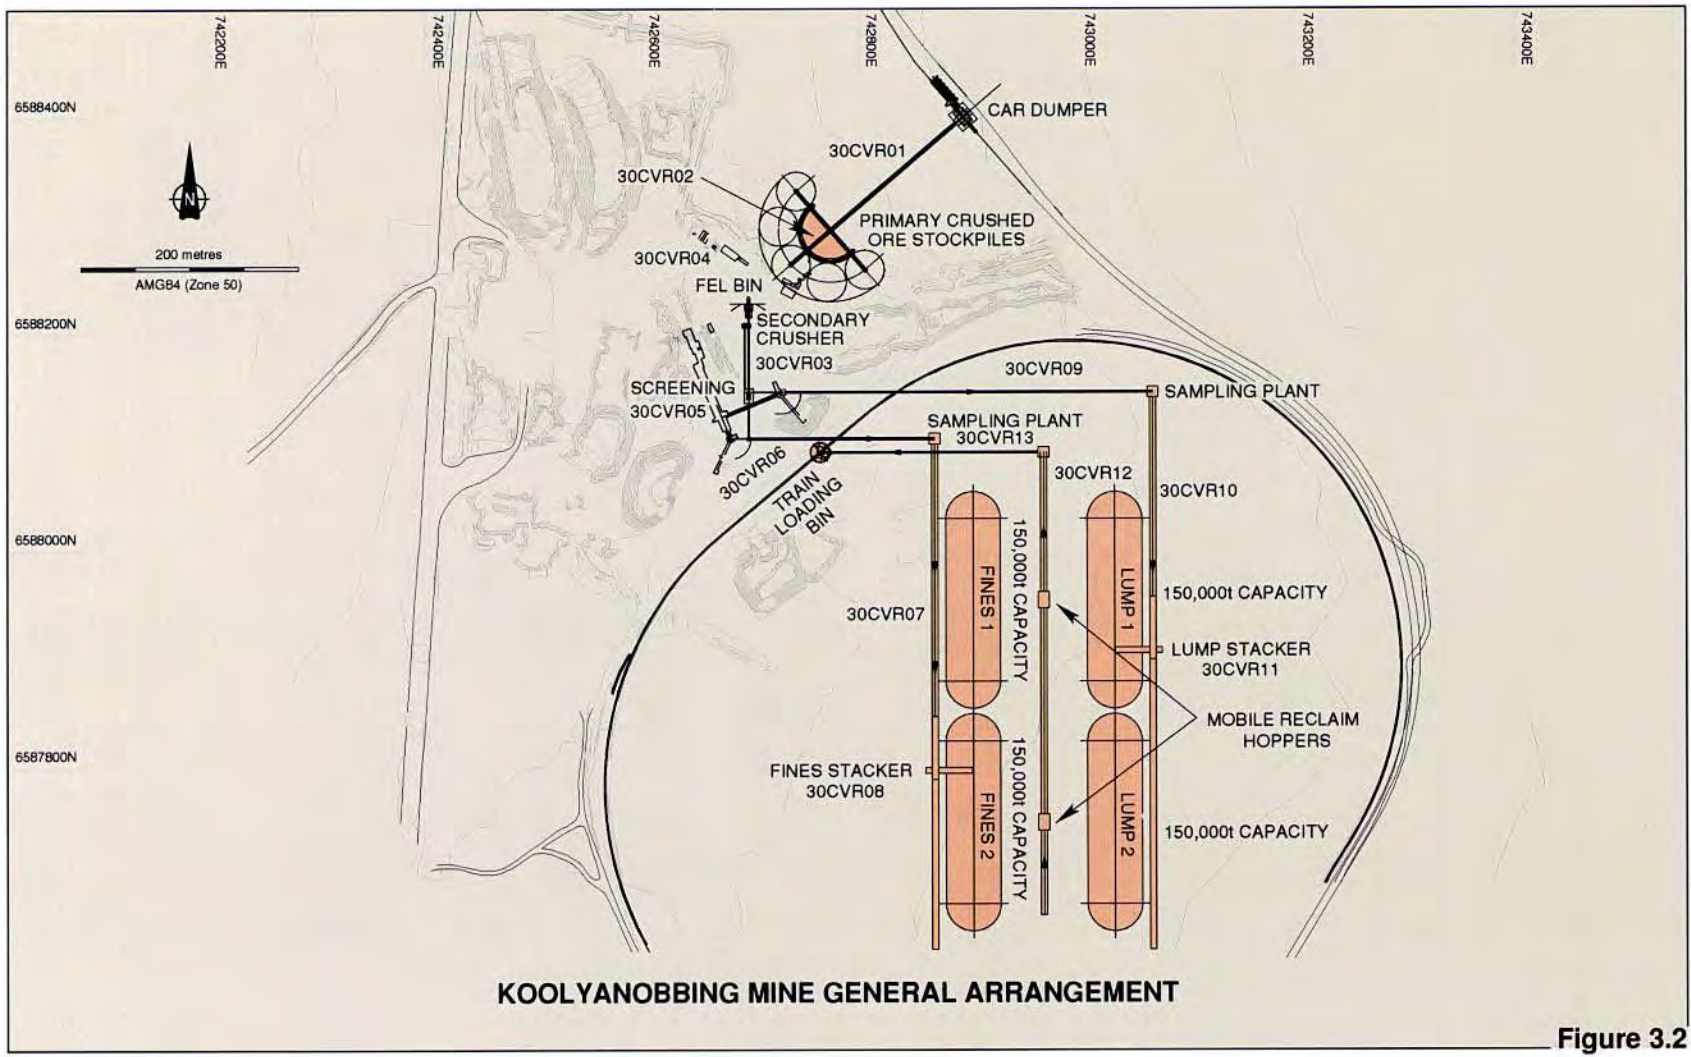 742200E
742400E
742600E
742800E
743000E
743200E
743400E
6588400N
CAR DUMPER
30CVR01
30CVR02
N
PRIMARY CRUSHED
ORE STOCKPILES
200 metres
30CVR04
AMG84 (Zone 50)
FEL BIN
6588200N
SECONDARY
CRUSHER
30CVR03
30CVR09
SCREENING
SAMPLING PLANT
30CVR05
SAMPLING PLANT
30CVR13
30CVR06
30CVR12
TRAIN
LOADING
BIN
30CVR10
6588000N
FINES 1
150,000t CAPACITY
LUMP 1
150,000t CAPACITY
30CVR07
LUMP STACKER
30CVR11
MOBILE RECLAIM
HOPPERS
6587800N
FINES STACKER
30CVR08
FINES 2
150,000t CAPACITY
LUMP 2
150,000t CAPACITY
KOOLYANOBBING MINE GENERAL ARRANGEMENT
Figure 3.2